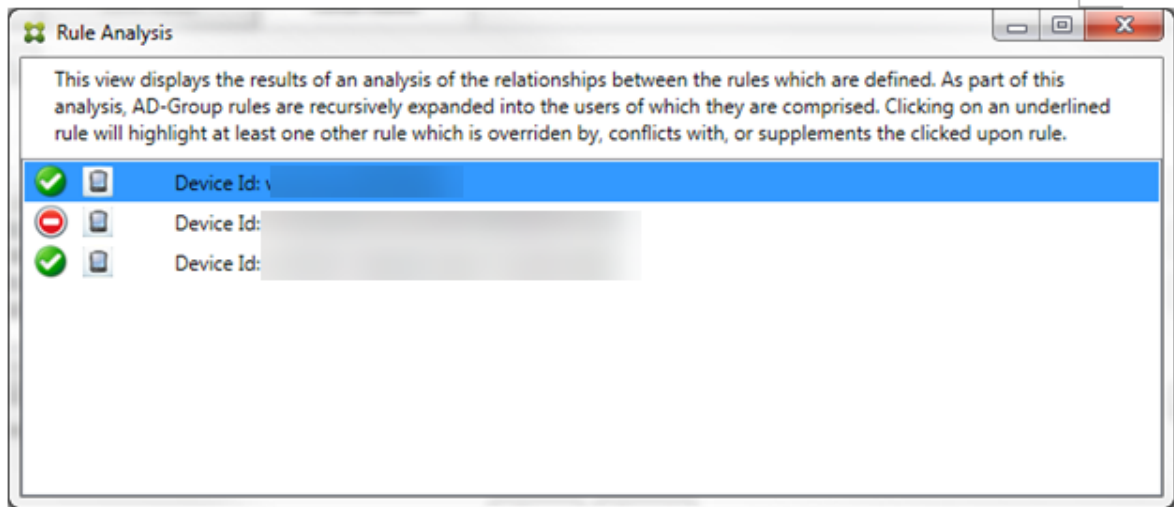 Rule Analysis
This view displays the results of an analysis of the relationships between the rules which are defined. As part of this
analysis, AD-Group rules are recursively expanded into the users of which they are comprised. Clicking on an underlined
rule will highlight at least one other rule which is overriden by, conflicts with, or supplements the clicked upon rule.
Device Id:
Device Id:
Device Id: